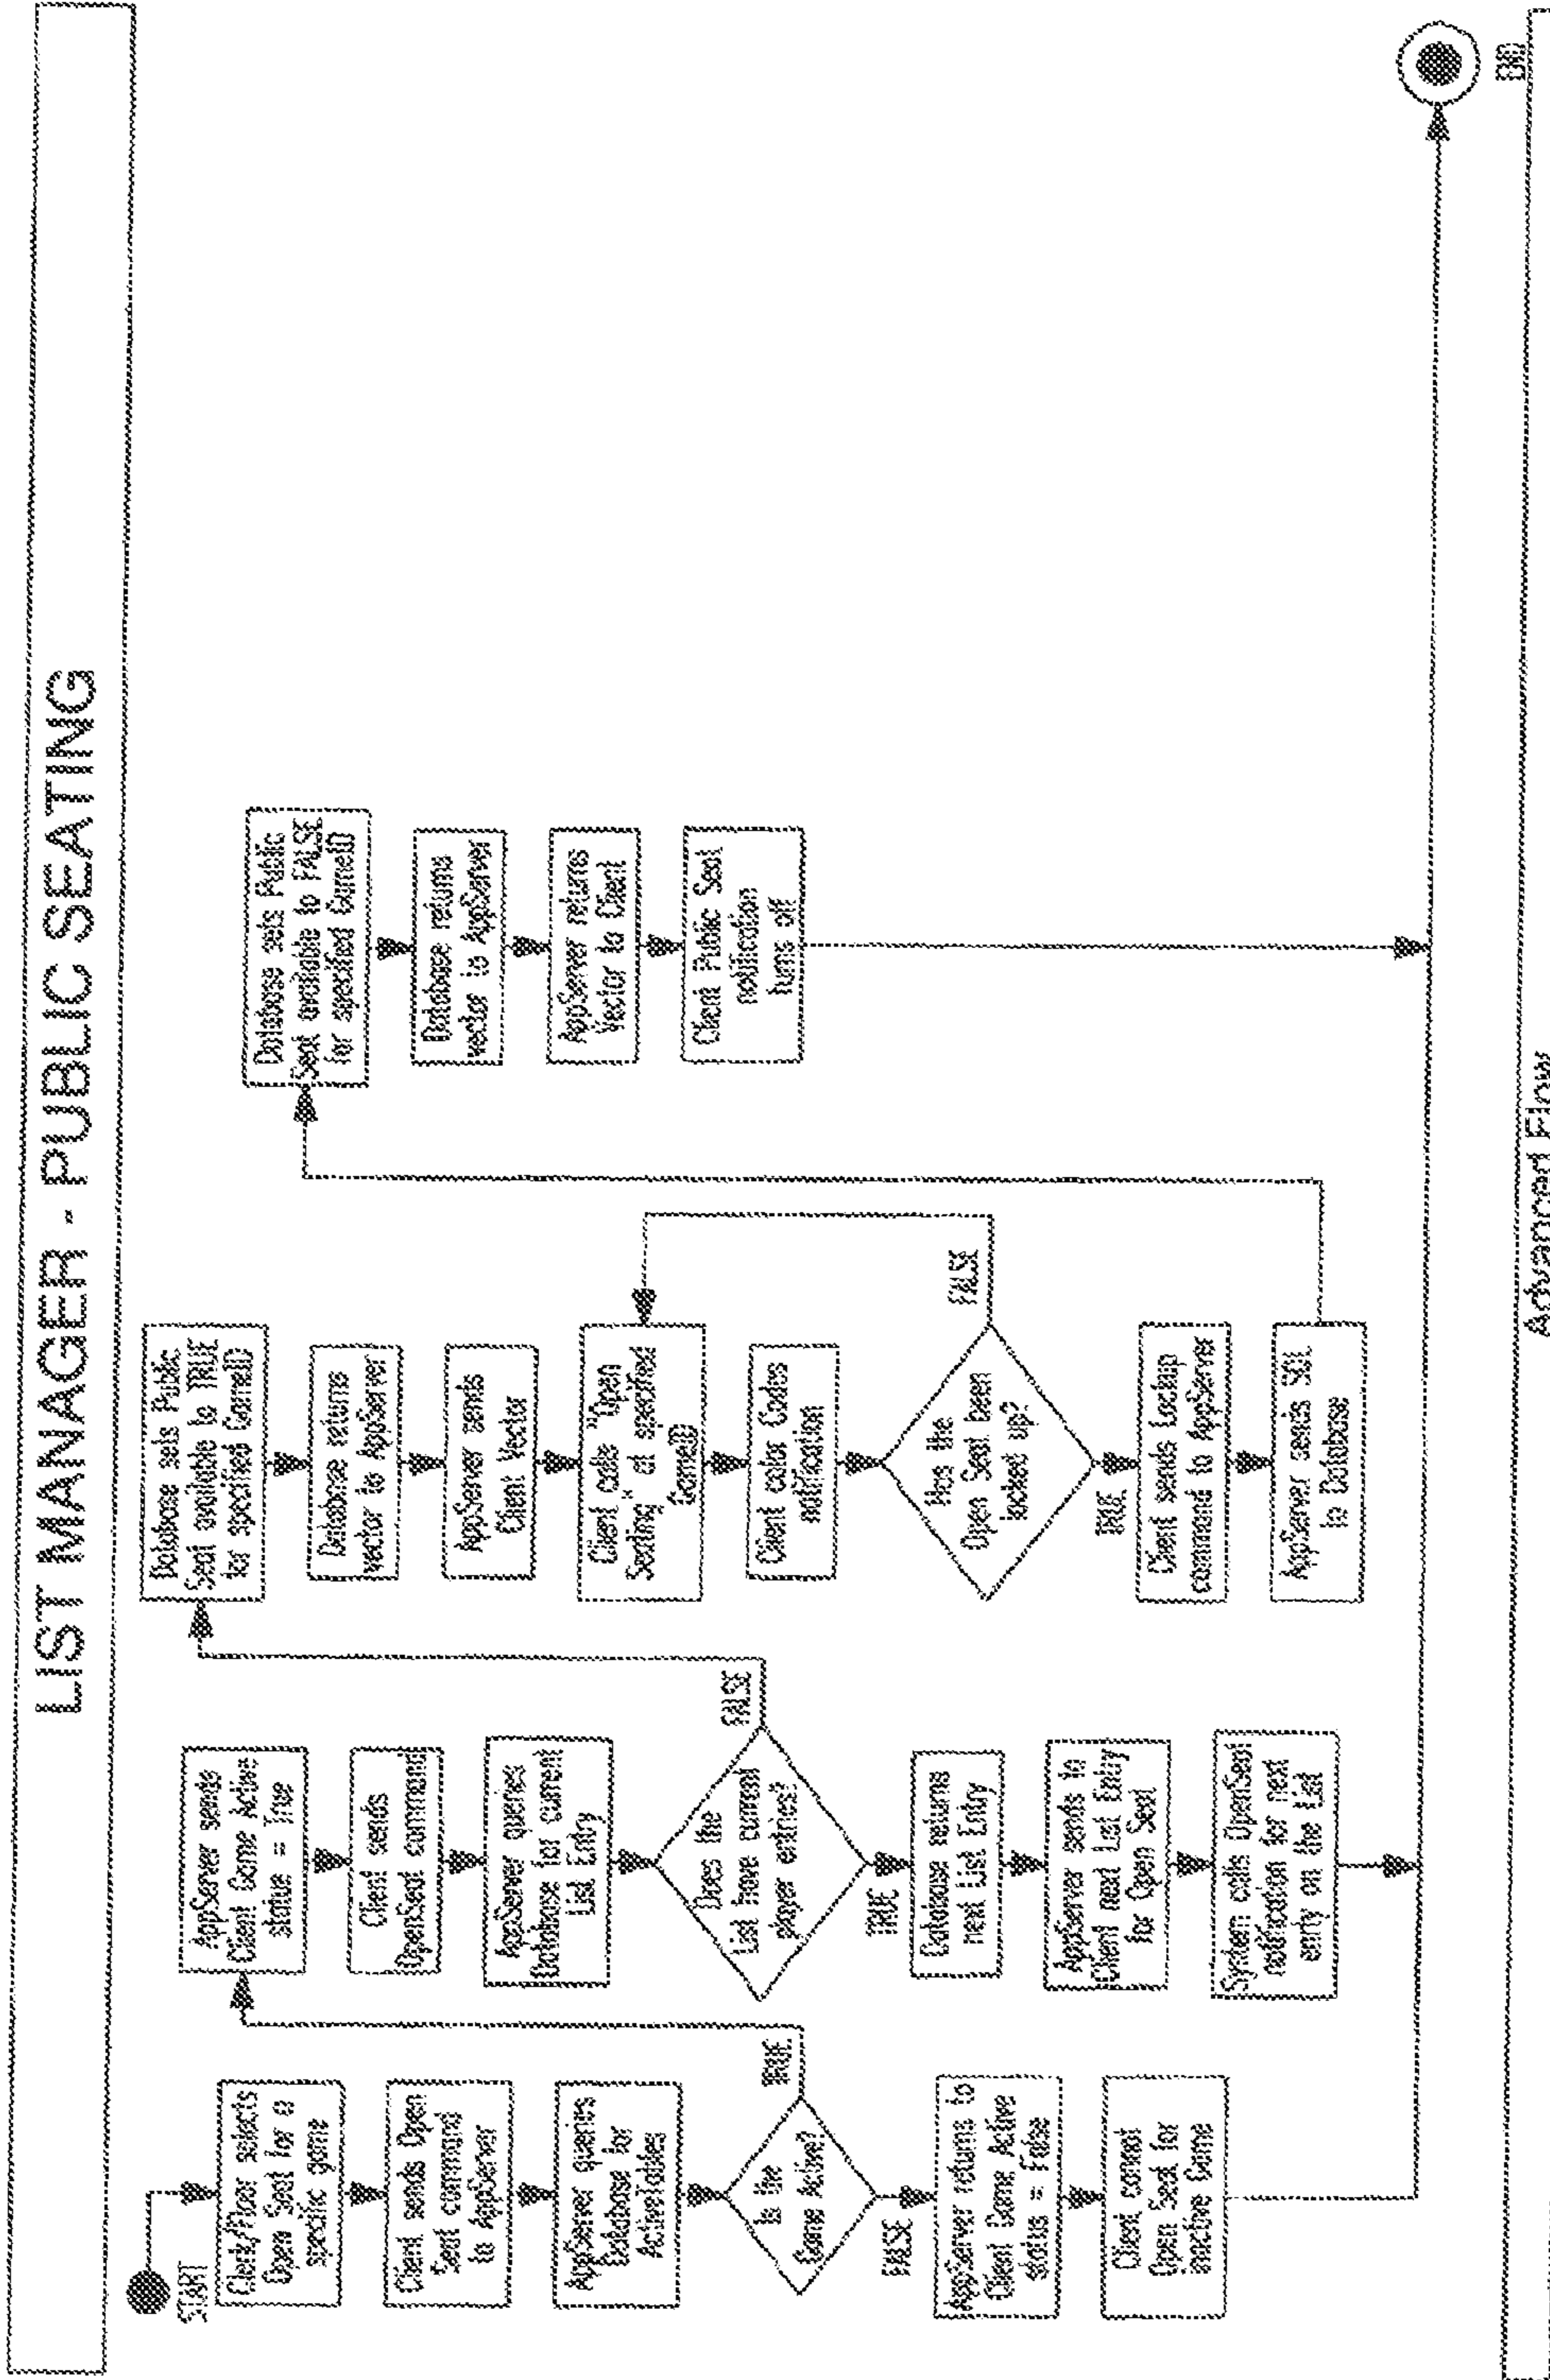 LIST MANAGER - PUBLIC SEATING
START
Clerk/Floor selects
Open Seat for a
specific game
Client sends Open
Seat command
to AppServer
AppServer queries
Database for
ActiveTables
Is the
Game Active?
TRUE
FALSE
AppServer returns to
Client Game Active
status = False
Client cannot
Open Seat for
inactive Game
AppServer sends
Client Game Active
status = True
Client sends
OpenSeat command
AppServer queries
Database for current
List Entry
Does the
List have current
player entries?
FALSE
TRUE
Database returns
next List Entry
AppServer sends to
Client next List Entry
for Open Seat
System calls OpenSeat
notification for next
entity on the List
Database sets Public
Seat available to TRUE
for specified GameID
Database returns
vector to AppServer
AppServer sends
Client Vector
Client calls "Open
Seating" at specified
GameID
Client color Codes
notification
Has the
Open Seat been
locked up?
FALSE
TRUE
Client sends Lockup
command to AppServer
AppServer sends SQL
to Database
Database sets Public
Seat available to FALSE
for specified GameID
Database returns
vector to AppServer
AppServer returns
Vector to Client
Client Public Seat
notification
turns off
END
Advanced Flow